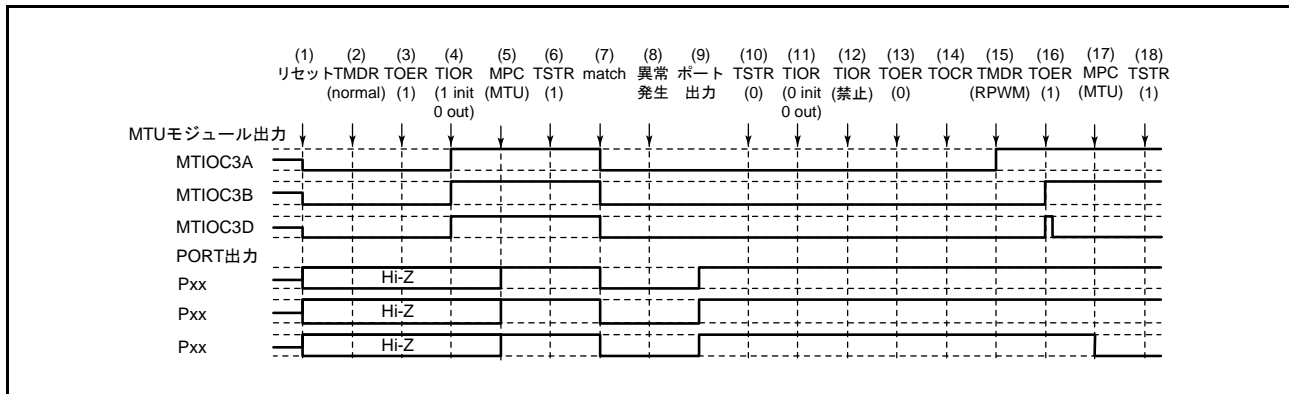 (1) (2) (3) (4) (5) (6) (7) (8) (9) (10) (11) (12) (13) (14) (15) (16) (17) (18)
リセット TMDR TOER TIOR MPC TSTR match 異常 ポート TSTR TIOR TIOR TOER TOCR TMDR TOER MPC TSTR
(normal) (1) (1 init (MTU) (1) 発生 出力 (0) (0 init (禁止) (0) (RPWM) (1) (MTU) (1)
0 out) 0 out)
MTUモジュール出力
MTIOC3A
MTIOC3B
MTIOC3D
PORT出力
Pxx Hi-Z
Pxx Hi-Z
Pxx Hi-Z